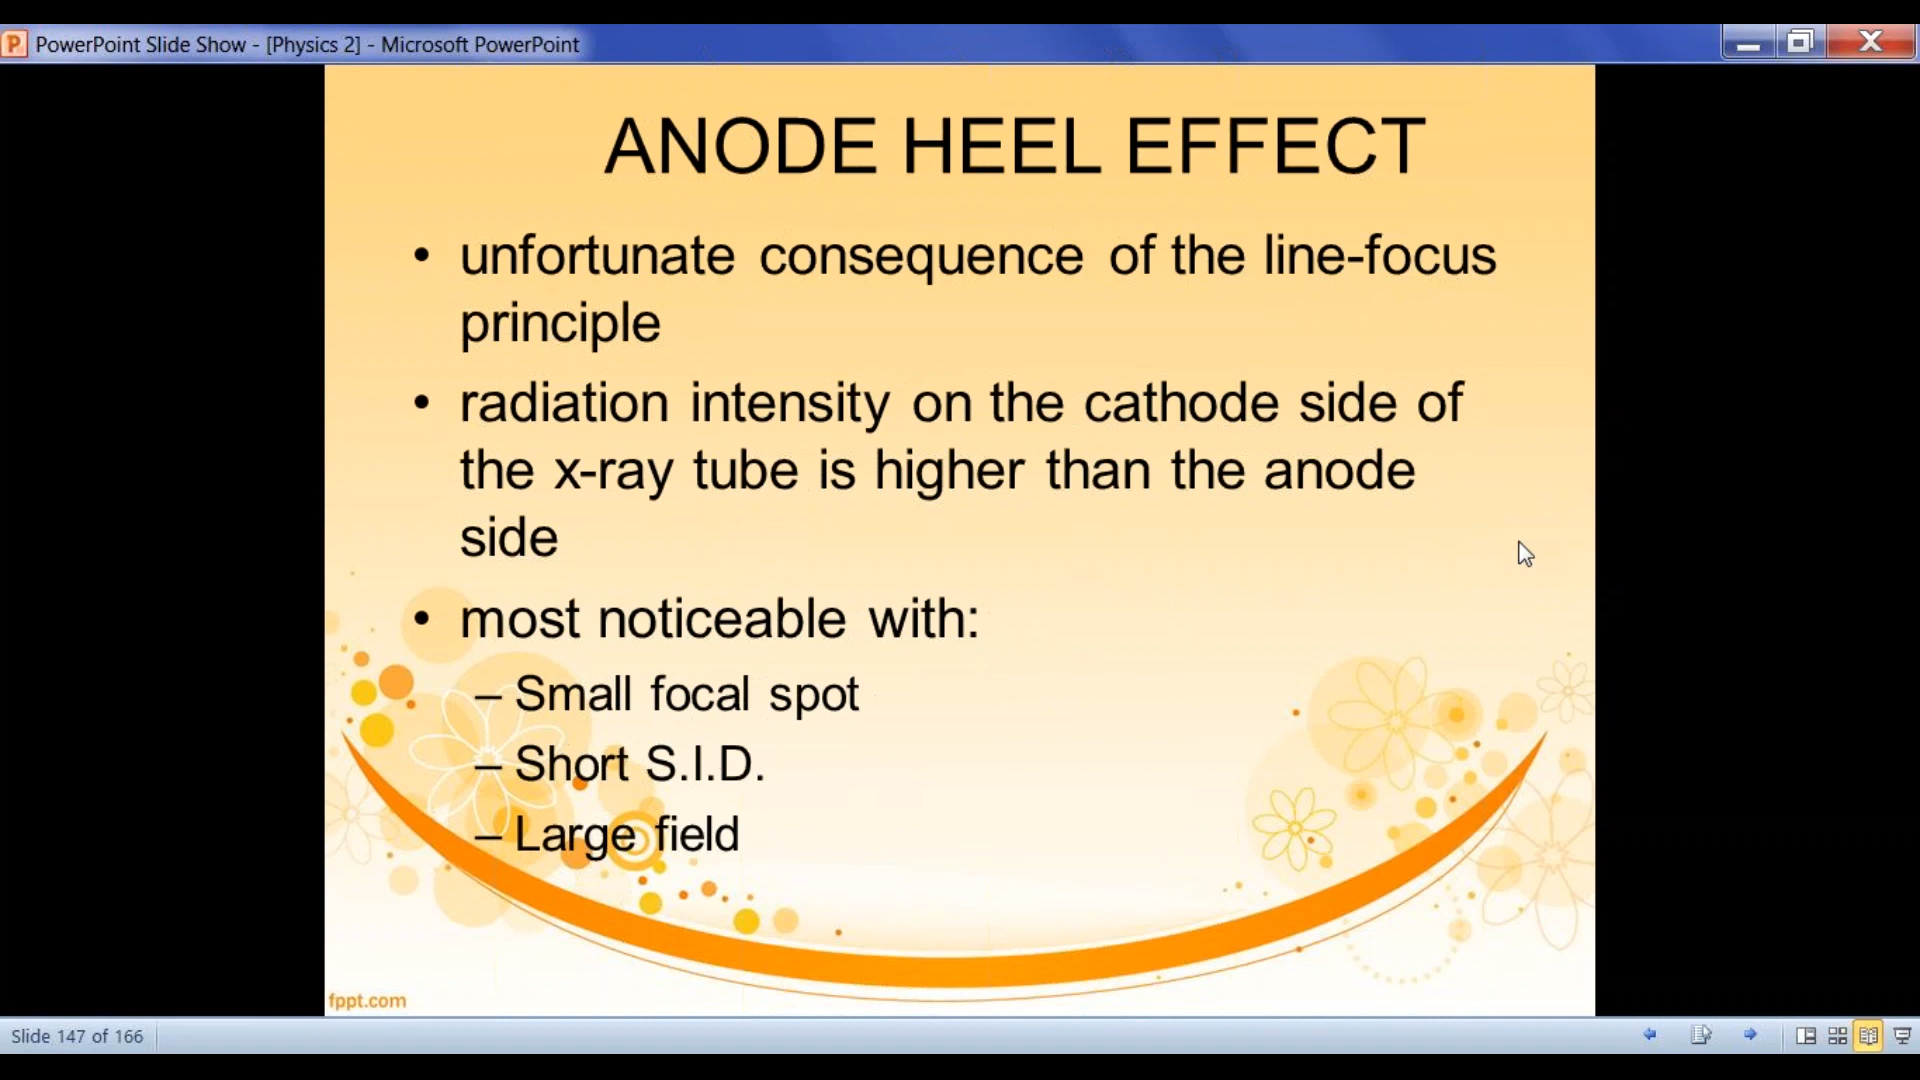 PowerPoint Slide Show - [Physics 2] - Microsoft PowerPoint
ANODE HEEL EFFECT
• unfortunate consequence of the line-focus
principle
• radiation intensity on the cathode side of
the x-ray tube is higher than the anode
side
• most noticeable with:
– Small focal spot
– Short S.I.D.
– Large field
fppt.com
Slide 147 of 166